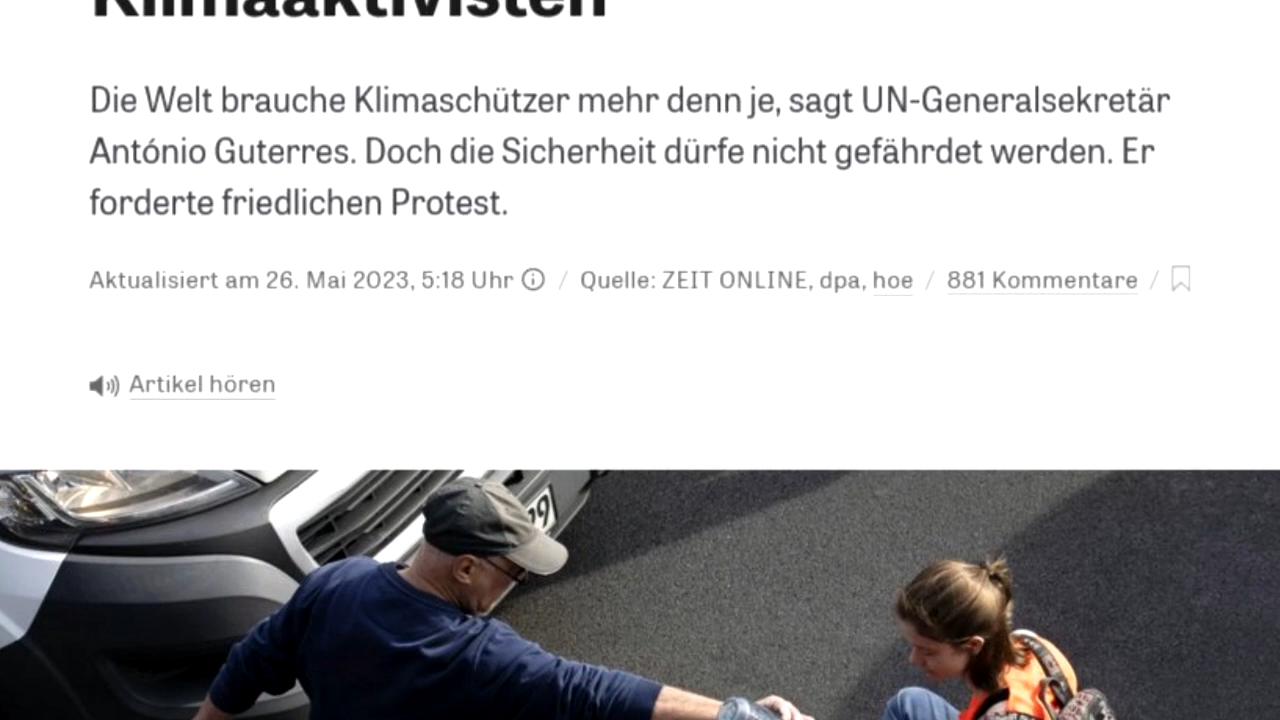 Klimaaktivisten
Die Welt brauche Klimaschützer mehr denn je, sagt UN-Generalsekretär
António Guterres. Doch die Sicherheit dürfe nicht gefährdet werden. Er
forderte friedlichen Protest.
Aktualisiert am 26. Mai 2023, 5:18 Uhr / Quelle: ZEIT ONLINE, dpa, hoe / 881 Kommentare /
Artikel hören